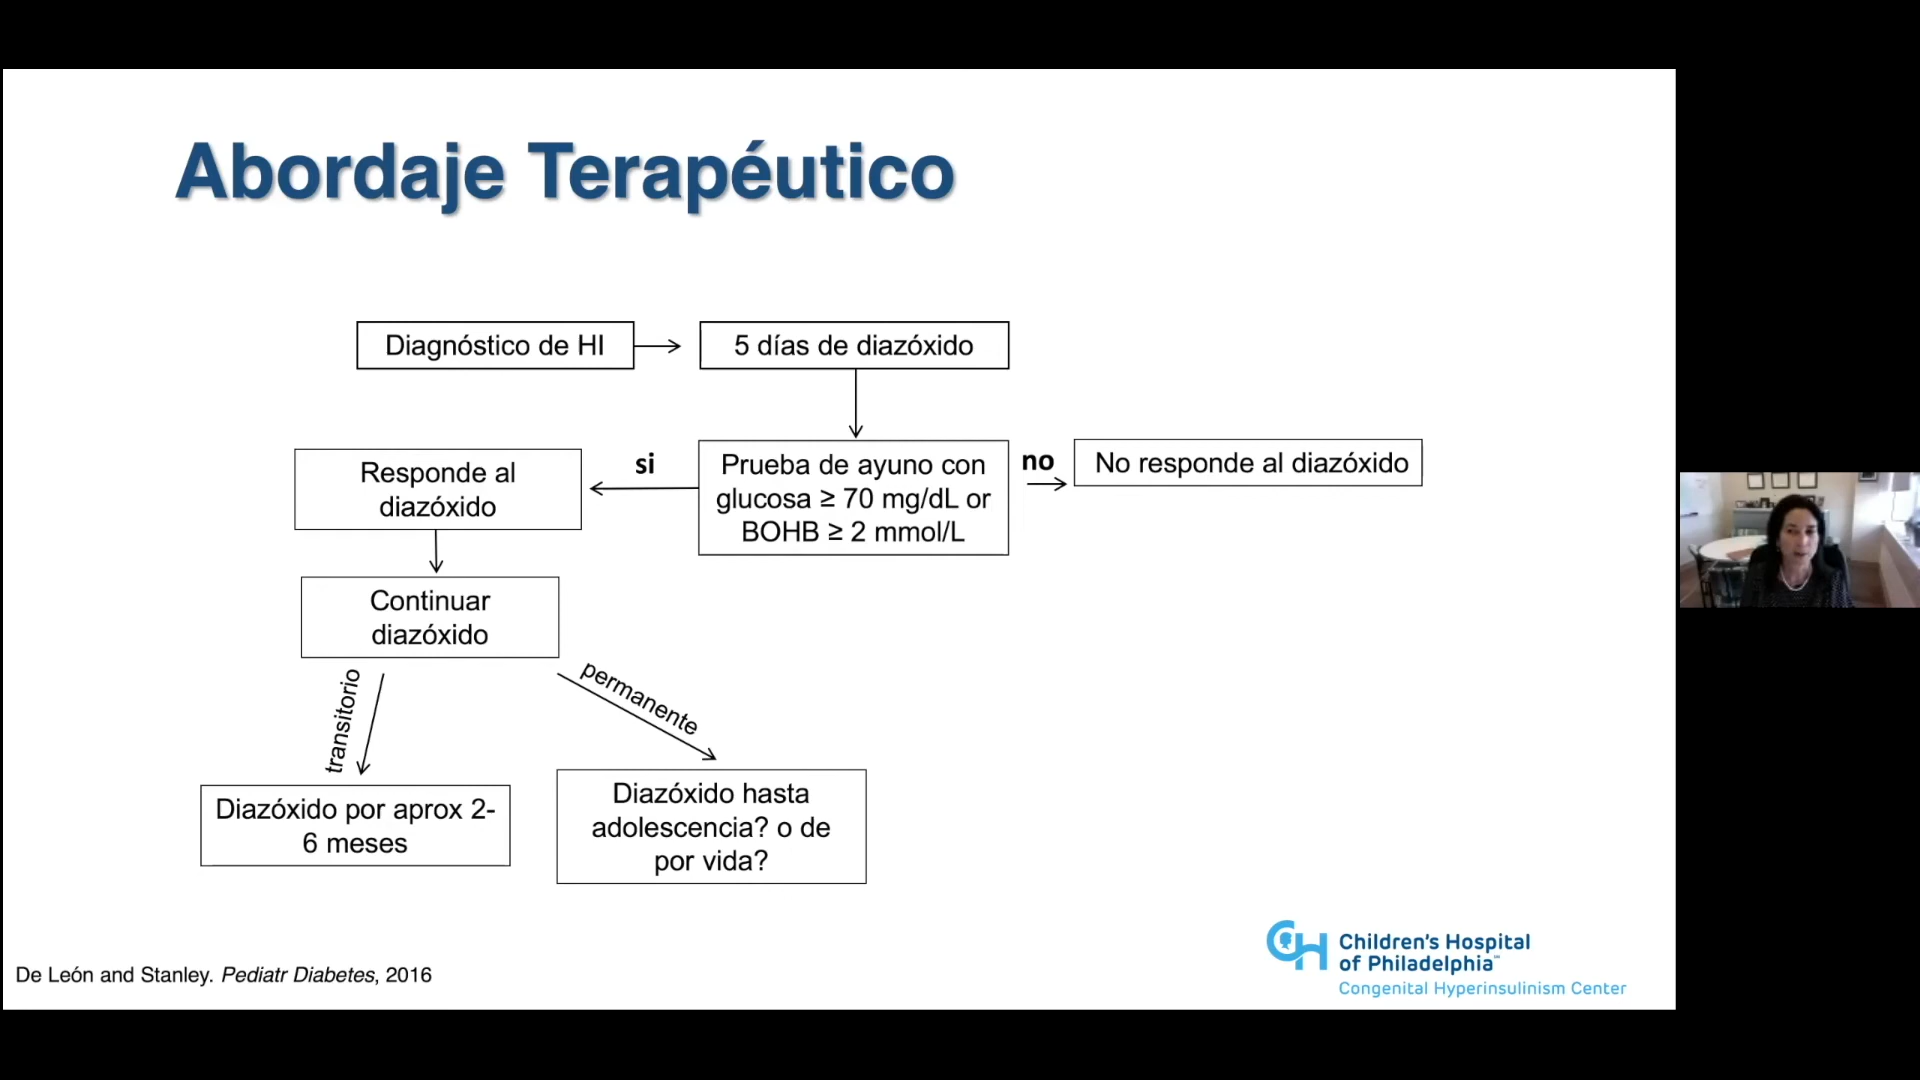 Abordaje Terapéutico
Diagnóstico de HI
5 días de diazóxido
Responde al
diazóxido
si
Prueba de ayuno con
glucosa ≥ 70 mg/dL or
BOHB ≥ 2 mmol/L
no
No responde al diazóxido
Continuar
diazóxido
transitorio
permanente
Diazóxido por aprox 2-
6 meses
Diazóxido hasta
adolescencia? o de
por vida?
De León and Stanley. Pediatr Diabetes, 2016
CH
Children's Hospital
of Philadelphia℠
Congenital Hyperinsulinism Center